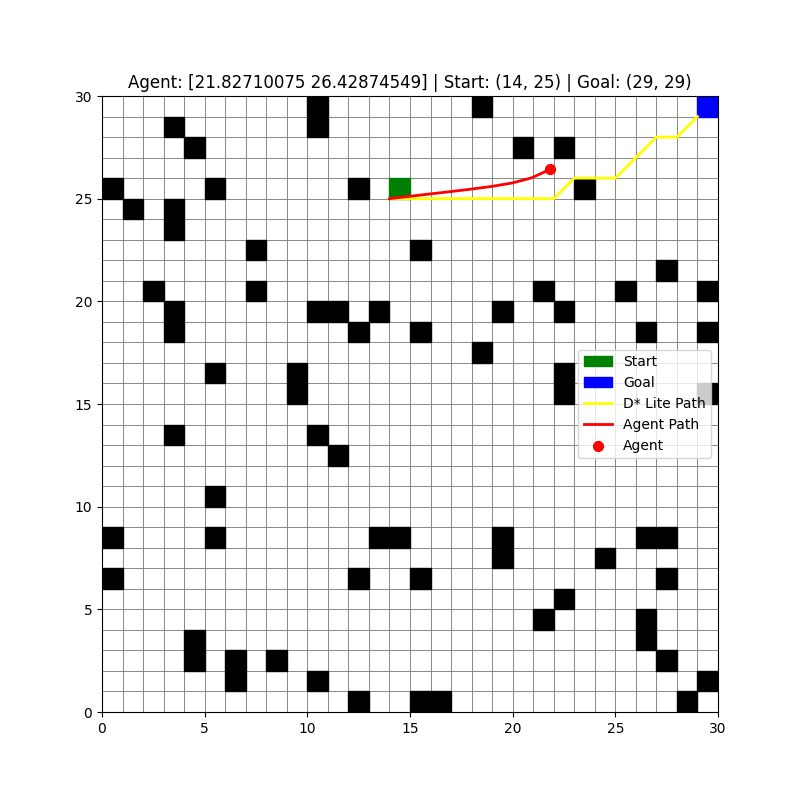 Agent: [21.82710075 26.42874549] | Start: (14, 25) | Goal: (29, 29)
30
25
20
15
10
5
0
Start
Goal
D* Lite Path
Agent Path
Agent
0 5 10 15 20 25 30